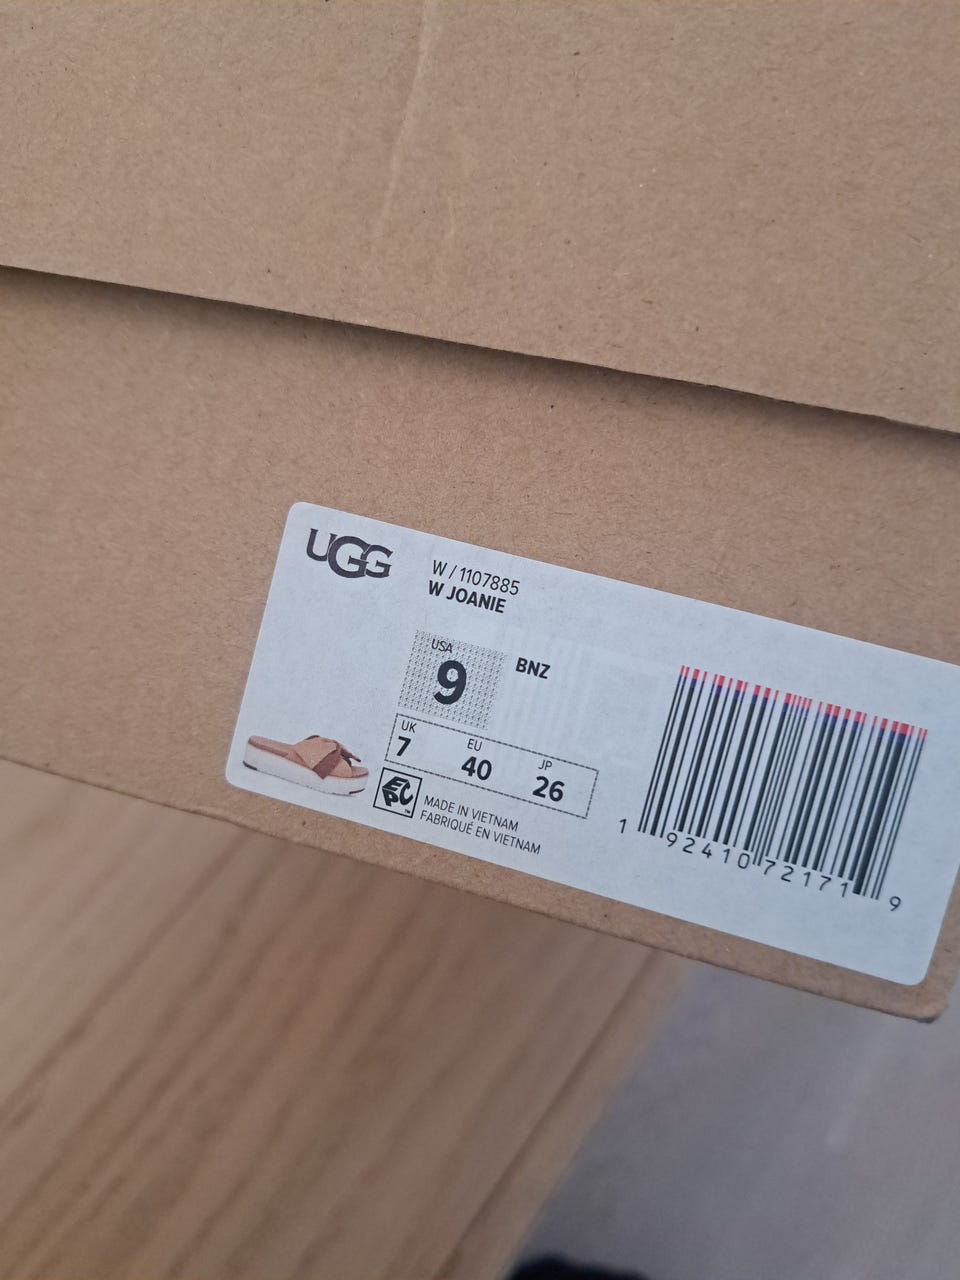 UGG
W / 1107885
W JOANIE
USA
9
BNZ
UK
7
EU
40
JP
26
EPC™
MADE IN VIETNAM
FABRIQUÉ EN VIETNAM
1 92410 72171 9